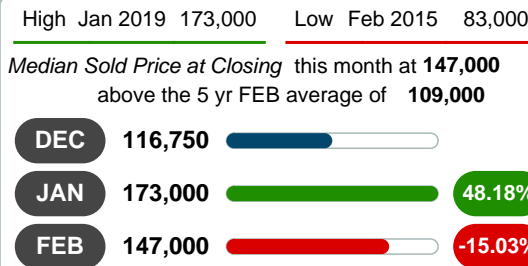 High Jan 2019 173,000 Low Feb 2015 83,000
Median Sold Price at Closing this month at 147,000
above the 5 yr FEB average of 109,000
DEC 116,750
JAN 173,000 48.18%
FEB 147,000 -15.03%